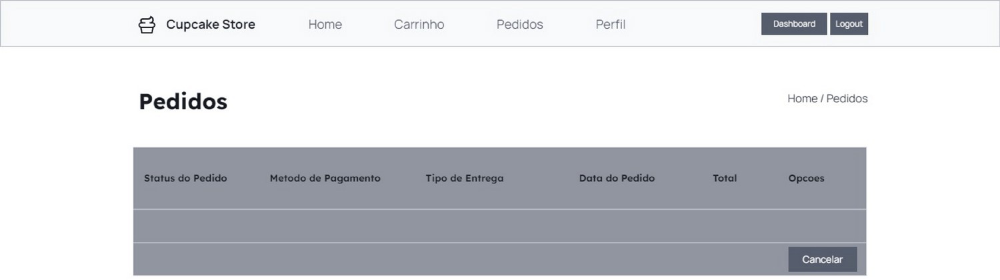 Cupcake Store Home Carrinho Pedidos Perfil Dashboard Logout
Pedidos Home / Pedidos
Status do Pedido Metodo de Pagamento Tipo de Entrega Data do Pedido Total Opcoes
Cancelar